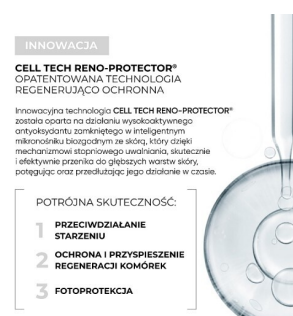 INNOWACJA
CELL TECH RENO-PROTECTOR®
OPATENTOWANA TECHNOLOGIA
REGENERUJĄCO OCHRONNA
Innowacyjna technologia CELL TECH RENO-PROTECTOR®
została oparta na działaniu wysokoaktywnego
antyoksydantu zamkniętego w inteligentnym
mikronośniku biozgodnym ze skórą, który dzięki
mechanizmowi stopniowego uwalniania, skutecznie
i efektywnie przenika do głębszych warstw skóry,
potęgując oraz przedłużając jego działanie w czasie.
POTRÓJNA SKUTECZNOŚĆ:
1 PRZECIWDZIAŁANIE
STARZENIU
2 OCHRONA I PRZYSPIESZENIE
REGENERACJI KOMÓREK
3 FOTOPROTEKCJA